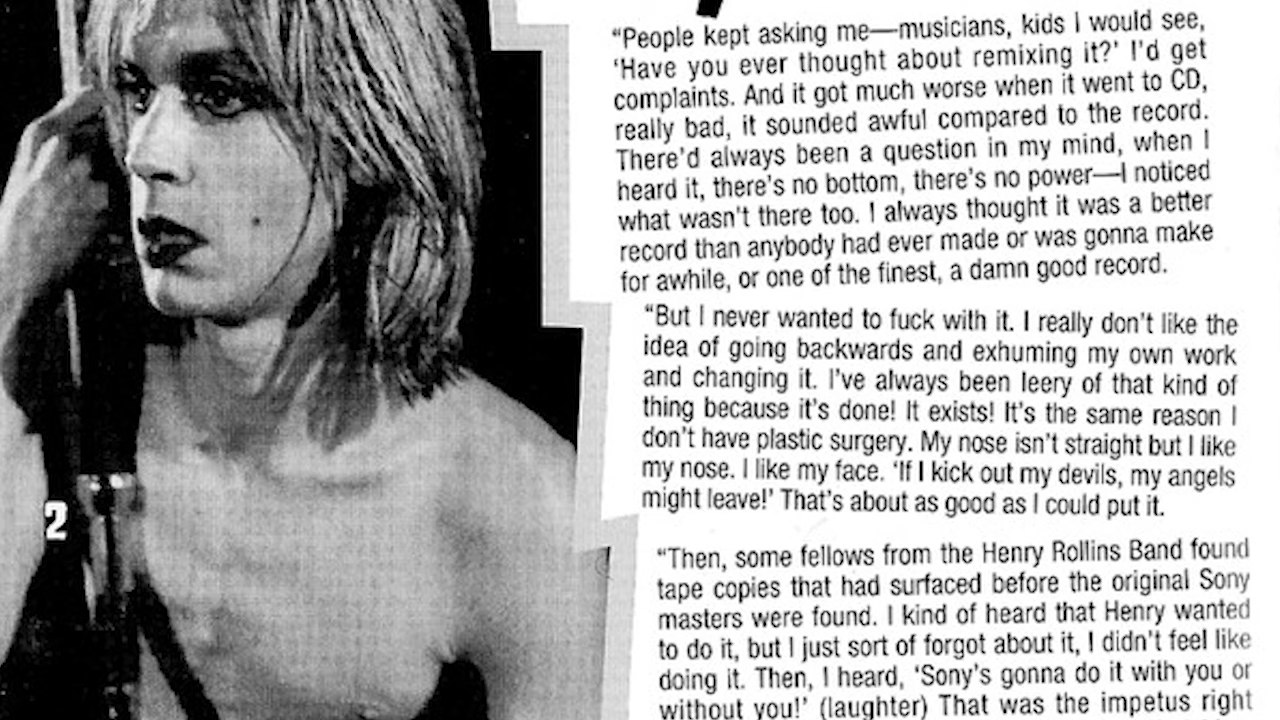 “People kept asking me—musicians, kids I would see,
‘Have you ever thought about remixing it?’ I’d get
complaints. And it got much worse when it went to CD,
really bad, it sounded awful compared to the record.
There’d always been a question in my mind, when I
heard it, there’s no bottom, there’s no power—I noticed
what wasn’t there too. I always thought it was a better
record than anybody had ever made or was gonna make
for awhile, or one of the finest, a damn good record.
“But I never wanted to fuck with it. I really don’t like the
idea of going backwards and exhuming my own work
and changing it. I’ve always been leery of that kind of
thing because it’s done! It exists! It’s the same reason I
don’t have plastic surgery. My nose isn’t straight but I like
my nose. I like my face. ‘If I kick out my devils, my angels
might leave!’ That’s about as good as I could put it.
“Then, some fellows from the Henry Rollins Band found
tape copies that had surfaced before the original Sony
masters were found. I kind of heard that Henry wanted
to do it, but I just sort of forgot about it, I didn’t feel like
doing it. Then, I heard, ‘Sony’s gonna do it with you or
without you!’ (laughter) That was the impetus right
2